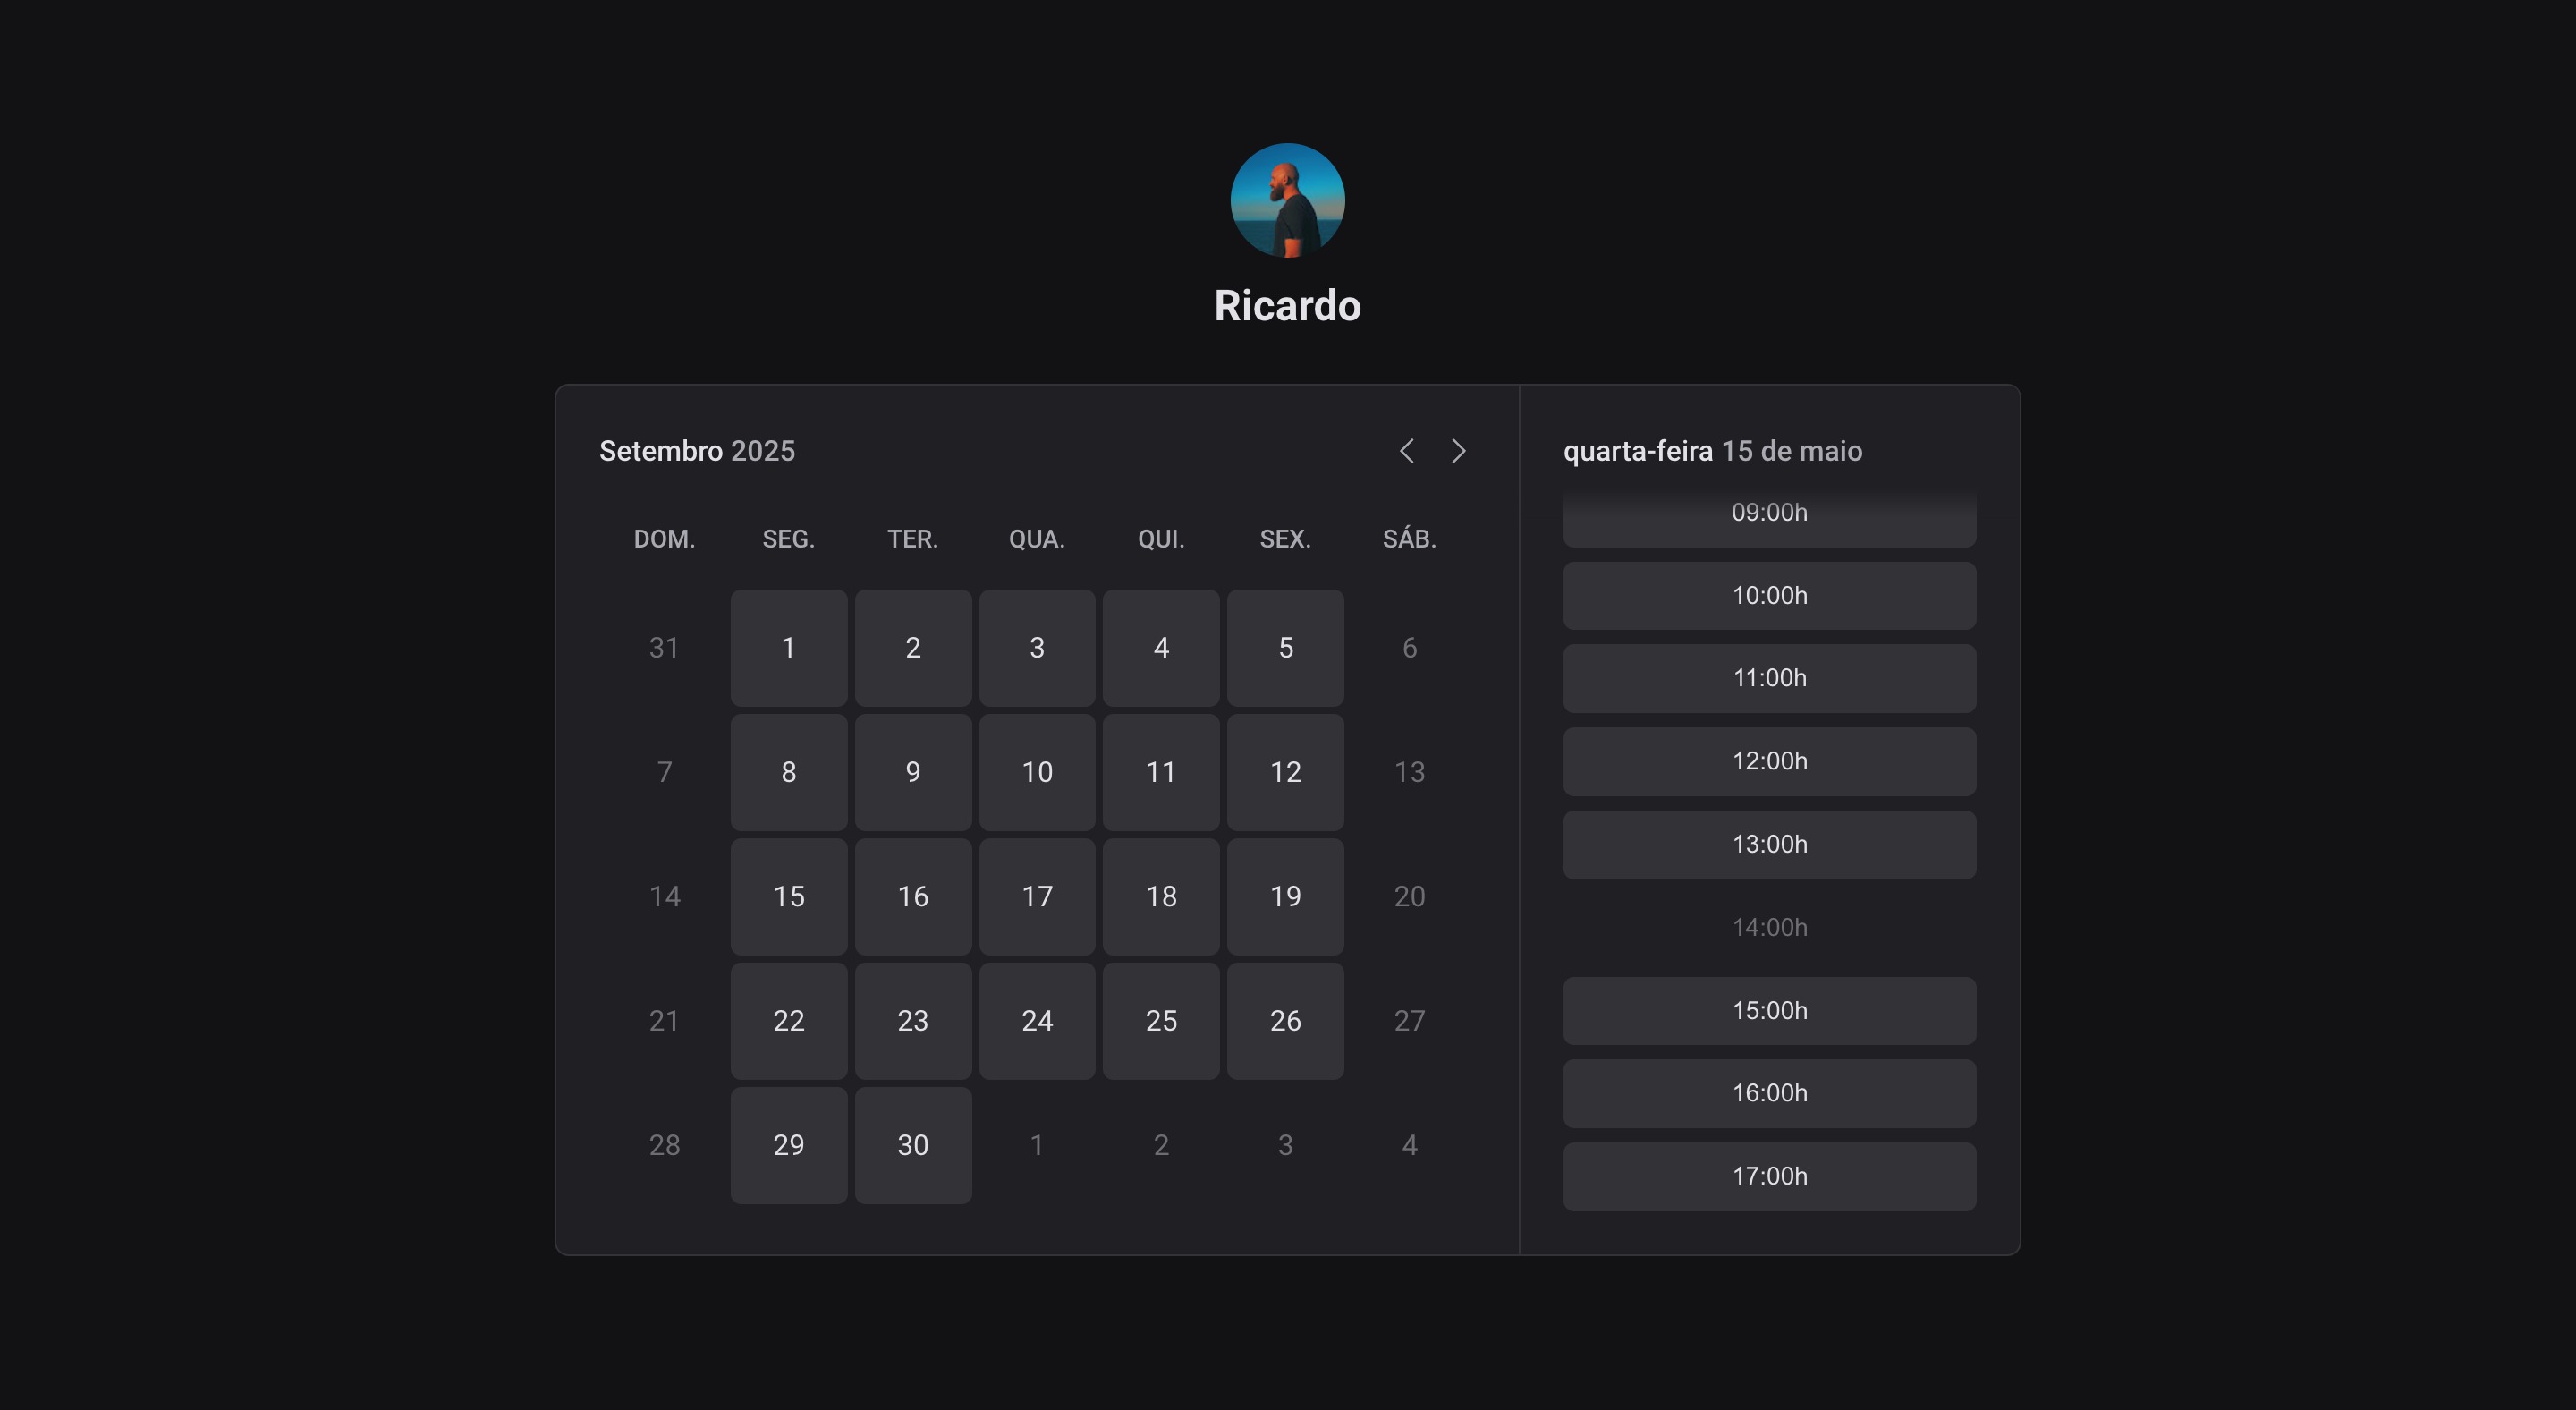 Ricardo
Setembro 2025
DOM. SEG. TER. QUA. QUI. SEX. SÁB.
31 1 2 3 4 5 6
7 8 9 10 11 12 13
14 15 16 17 18 19 20
21 22 23 24 25 26 27
28 29 30 1 2 3 4
quarta-feira 15 de maio
09:00h
10:00h
11:00h
12:00h
13:00h
14:00h
15:00h
16:00h
17:00h